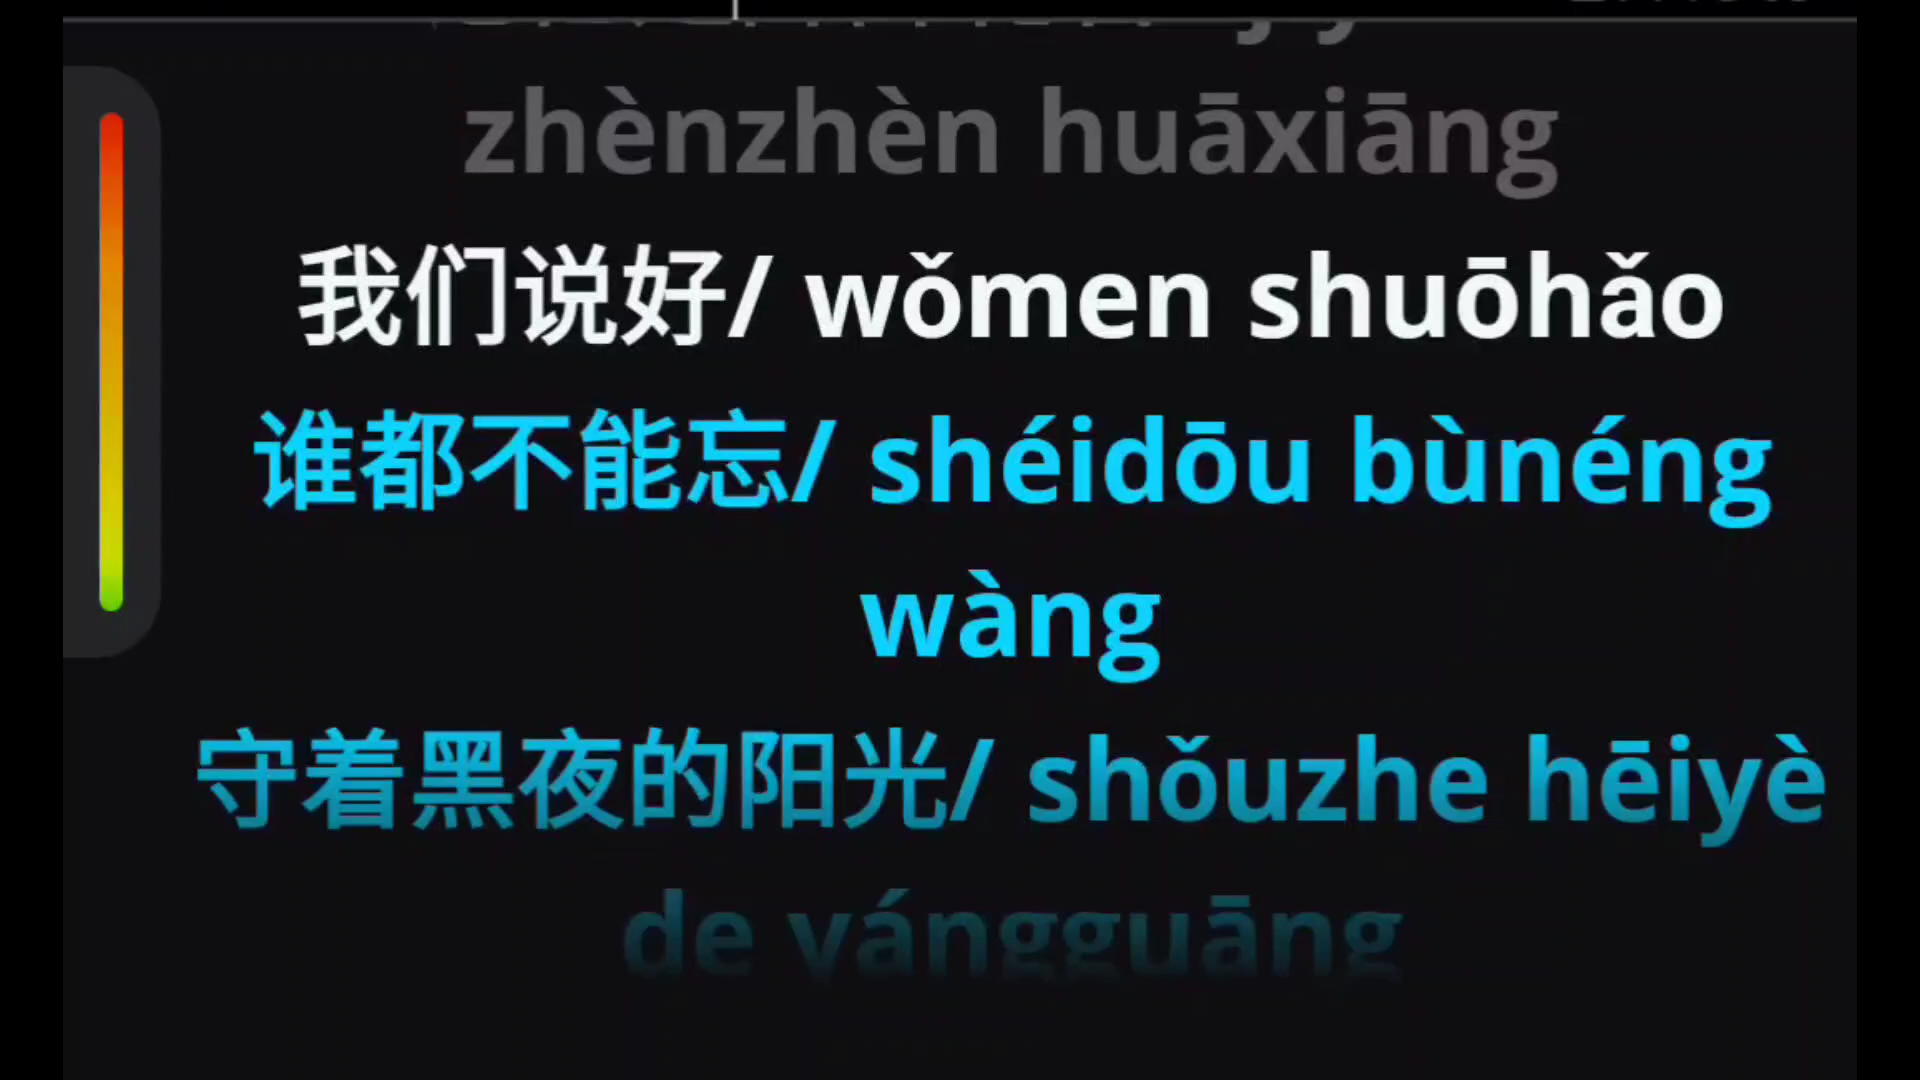 zhènzhèn huāxiāng
我们说好/ wǒmen shuōhǎo
谁都不能忘/ shéidōu bùnéng
wàng
守着黑夜的阳光/ shǒuzhe hēiyè
de yángguāng